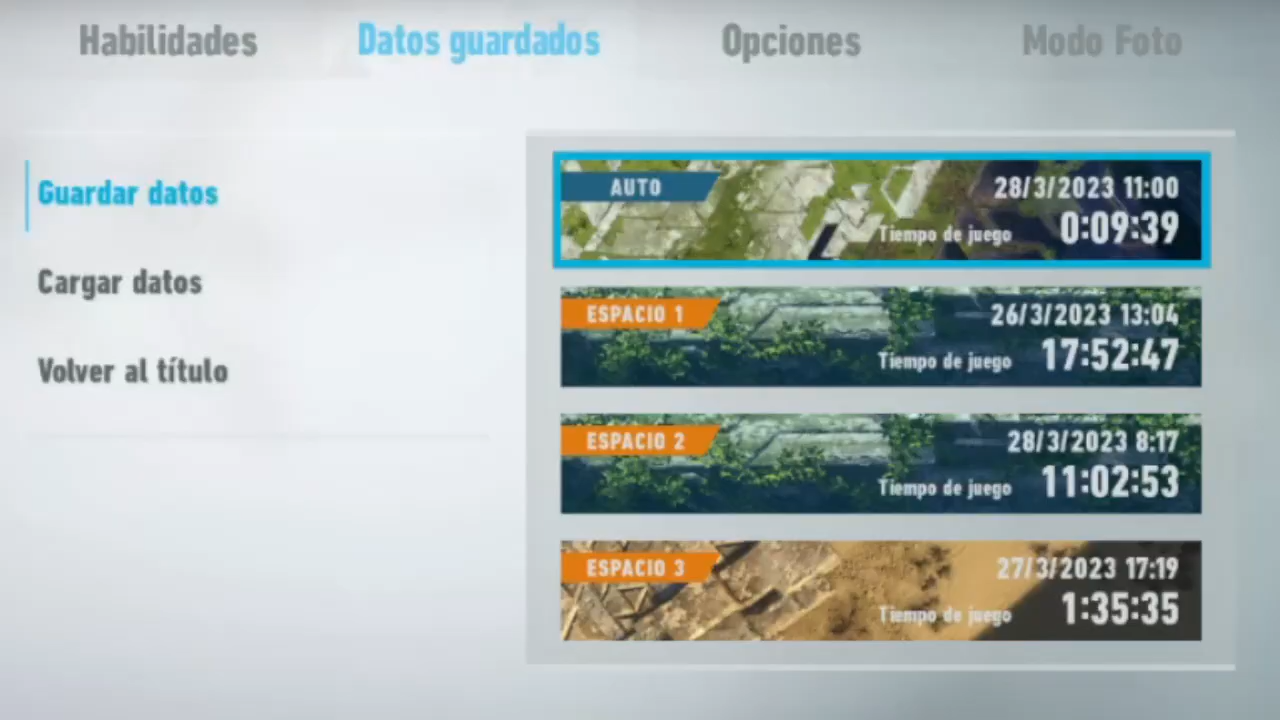 Habilidades Datos guardados Opciones Modo Foto
Guardar datos
Cargar datos
Volver al título
AUTO 28/3/2023 11:00
Tiempo de juego 0:09:39
ESPACIO 1 26/3/2023 13:04
Tiempo de juego 17:52:47
ESPACIO 2 28/3/2023 8:17
Tiempo de juego 11:02:53
ESPACIO 3 27/3/2023 17:19
Tiempo de juego 1:35:35